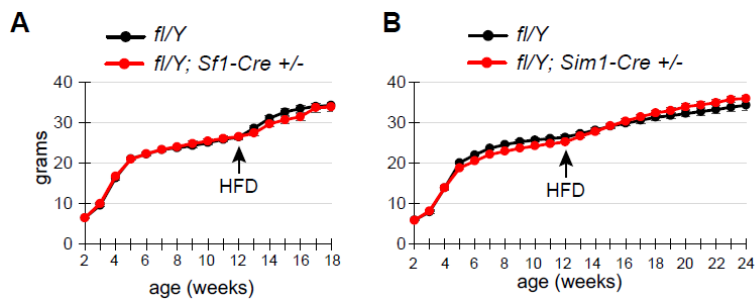 A
fl/Y
fl/Y; Sf1-Cre +/-
40
30
20
10
0
grams
HFD
2 4 6 8 10 12 14 16 18
age (weeks)
B
fl/Y
fl/Y; Sim1-Cre +/-
40
30
20
10
0
HFD
2 4 6 8 10 12 14 16 18 20 22 24
age (weeks)